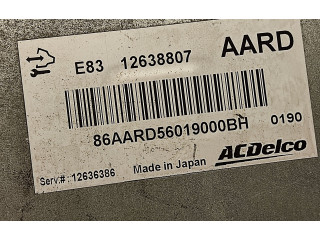 E83 12638807 AARD
86AARD56019000BH 0190
Serv.#: 12636386 Made in Japan ACDelco